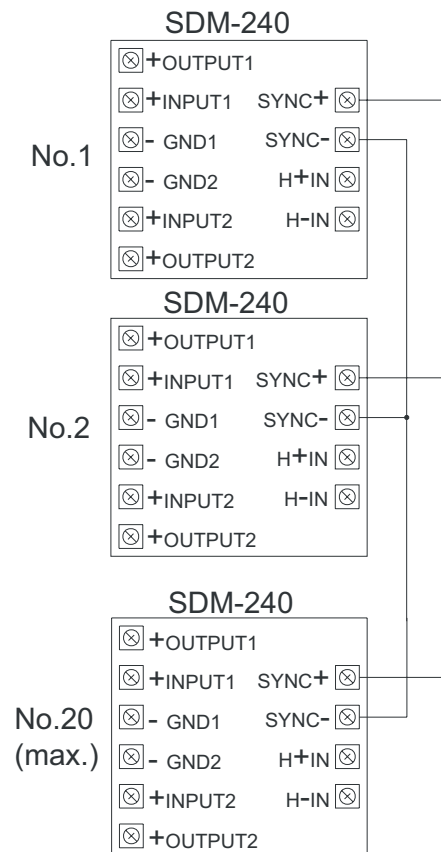 SDM-240
+OUTPUT1
+INPUT1 SYNC+
No.1
- GND1 SYNC-
- GND2 H+IN
+INPUT2 H-IN
+OUTPUT2
SDM-240
+OUTPUT1
+INPUT1 SYNC+
No.2
- GND1 SYNC-
- GND2 H+IN
+INPUT2 H-IN
+OUTPUT2
SDM-240
+OUTPUT1
+INPUT1 SYNC+
No.20
(max.)
- GND1 SYNC-
- GND2 H+IN
+INPUT2 H-IN
+OUTPUT2